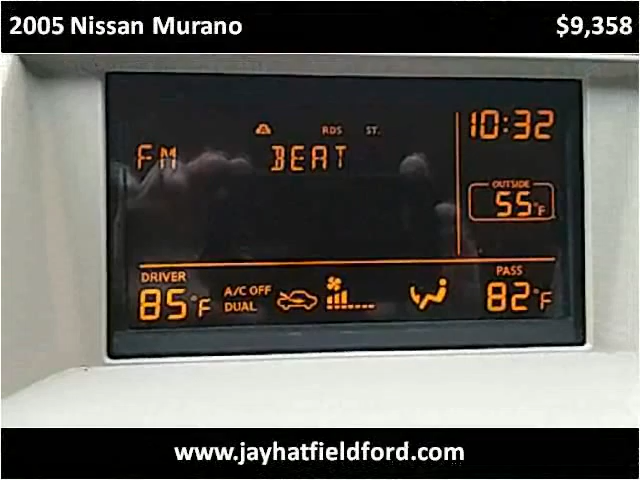 2005 Nissan Murano $9,358
RDS ST. 10:32
FM BEAT
OUTSIDE
55°F
DRIVER PASS
85°F A/C OFF 82°F
DUAL
www.jayhatfieldford.com